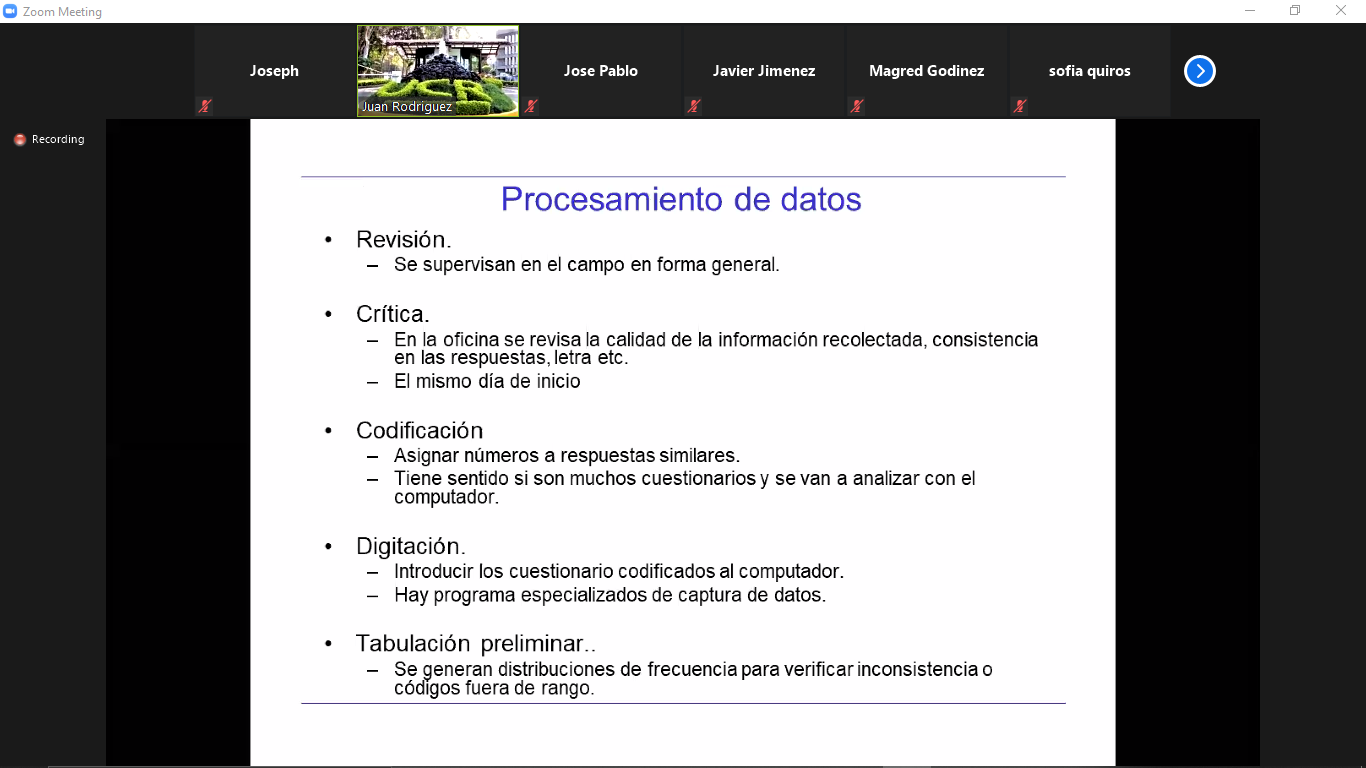 Zoom Meeting
Joseph
Juan Rodriguez
Jose Pablo
Javier Jimenez
Magred Godinez
sofia quiros
Recording
Procesamiento de datos
• Revisión.
– Se supervisan en el campo en forma general.
• Crítica.
– En la oficina se revisa la calidad de la información recolectada, consistencia
en las respuestas, letra etc.
– El mismo día de inicio
• Codificación
– Asignar números a respuestas similares.
– Tiene sentido si son muchos cuestionarios y se van a analizar con el
computador.
• Digitación.
– Introducir los cuestionario codificados al computador.
– Hay programa especializados de captura de datos.
• Tabulación preliminar..
– Se generan distribuciones de frecuencia para verificar inconsistencia o
códigos fuera de rango.